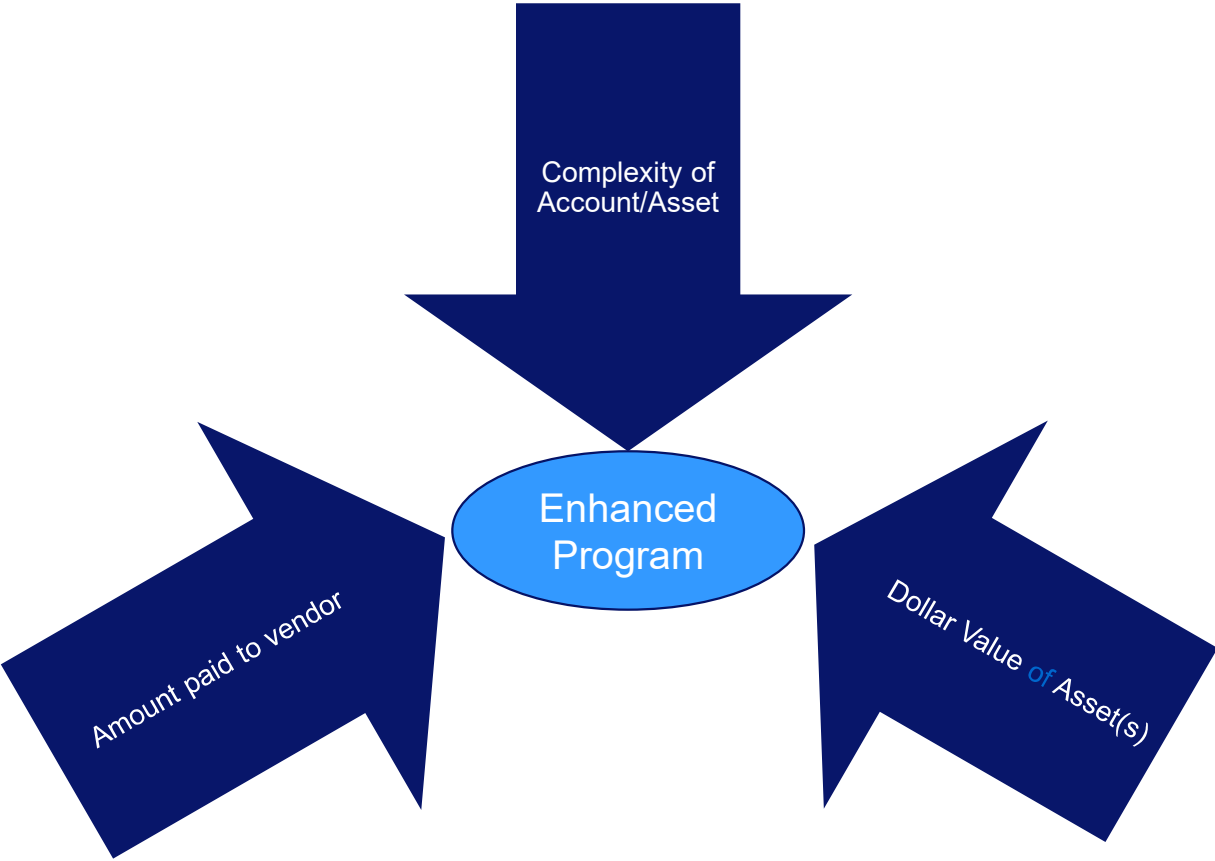 Complexity of
Account/Asset
Enhanced
Program
Amount paid to vendor
Dollar Value of Asset(s)